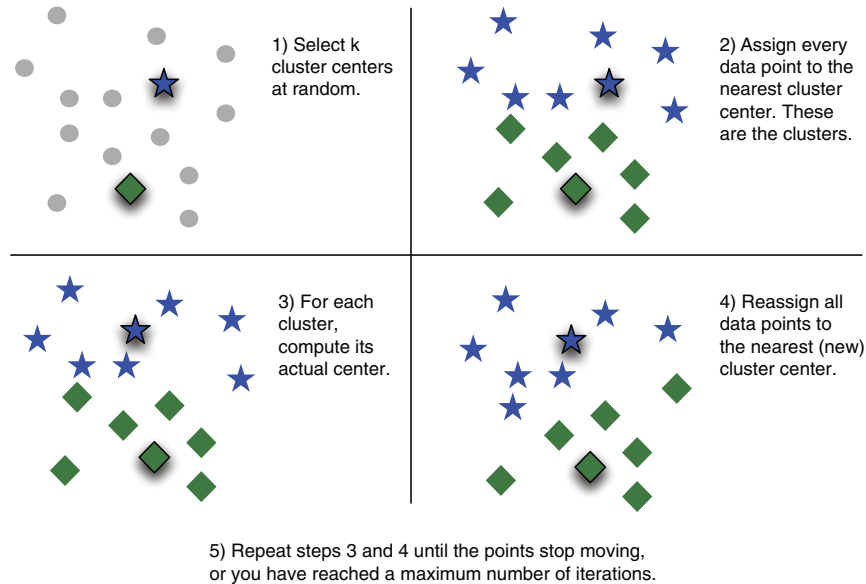 1) Select k
cluster centers
at random.
2) Assign every
data point to the
nearest cluster
center. These
are the clusters.
3) For each
cluster,
compute its
actual center.
4) Reassign all
data points to
the nearest (new)
cluster center.
5) Repeat steps 3 and 4 until the points stop moving,
or you have reached a maximum number of iterations.